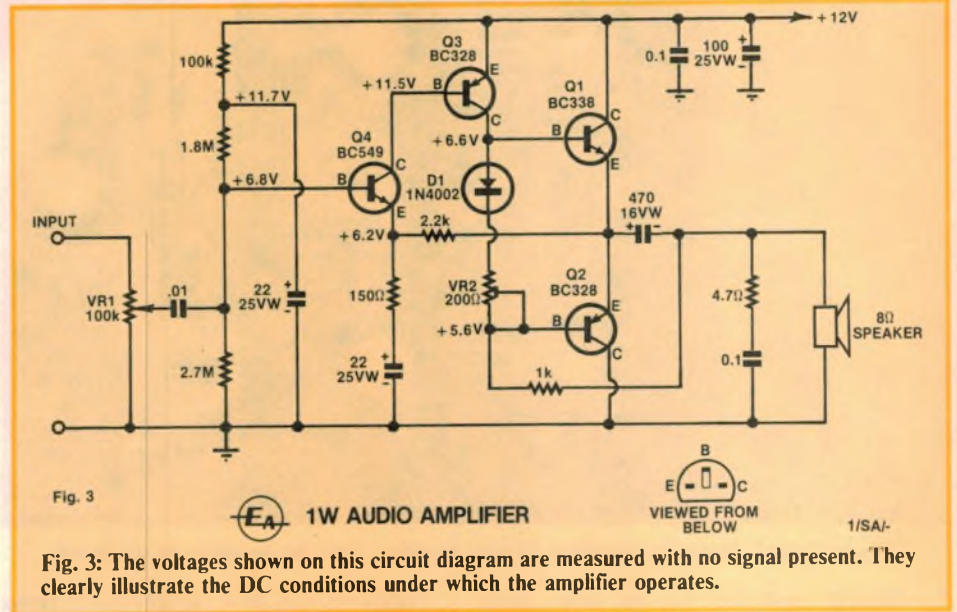 +12V
Q3
BC328
0.1
100
25VW
+
-
100k
+11.5V
B
E
C
Q1
BC338
+11.7V
Q4
BC549
1.8M
+6.6V
B
C
E
+6.8V
B
C
E
D1
1N4002
470
16VW
+
-
INPUT
+6.2V
2.2k
VR1
100k
.01
22
25VW
+
-
150Ω
VR2
200Ω
Q2
BC328
4.7Ω
8Ω
SPEAKER
+5.6V
B
E
C
22
25VW
+
-
0.1
2.7M
1k
B
E
C
VIEWED FROM
BELOW
Fig. 3
EA
1W AUDIO AMPLIFIER
1/SA/-
Fig. 3: The voltages shown on this circuit diagram are measured with no signal present. They
clearly illustrate the DC conditions under which the amplifier operates.